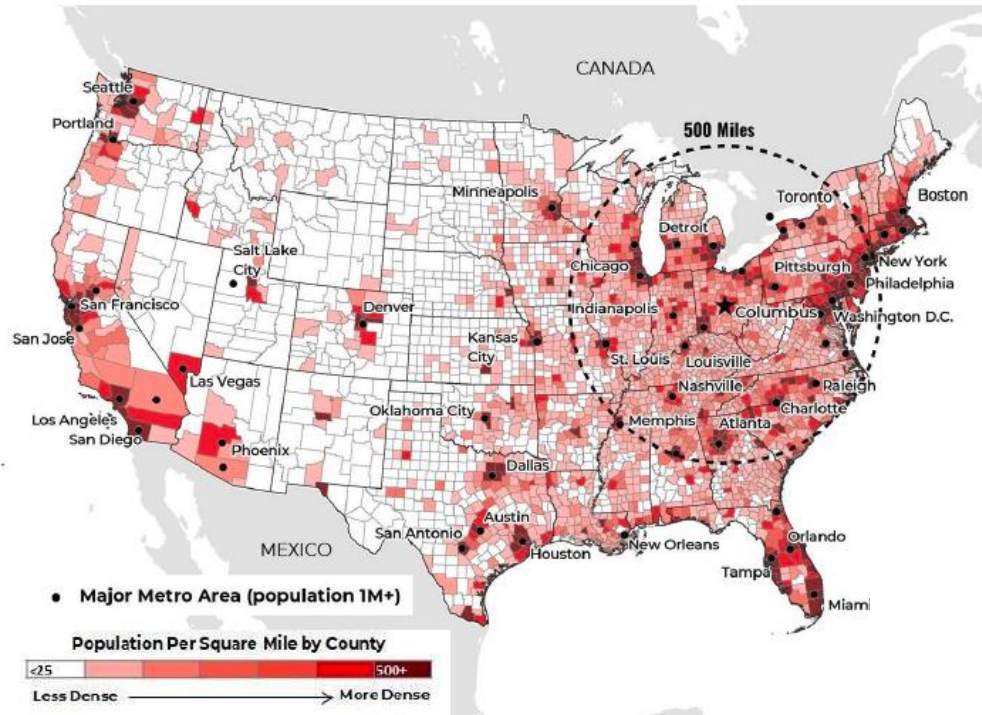 CANADA
500 Miles
Seattle
Portland
Minneapolis
Toronto
Boston
Detroit
Salt Lake
City
Chicago
Pittsburgh
New York
Philadelphia
San Francisco
Denver
Indianapolis
Columbus
Washington D.C.
San Jose
Kansas
City
St. Louis
Louisville
Las Vegas
Nashville
Raleigh
Los Angeles
Oklahoma City
Memphis
Charlotte
Atlanta
San Diego
Phoenix
Dallas
Austin
San Antonio
MEXICO
Houston
New Orleans
Orlando
Tampa
Miami
Major Metro Area (population 1M+)
Population Per Square Mile by County
<25 500+
Less Dense More Dense